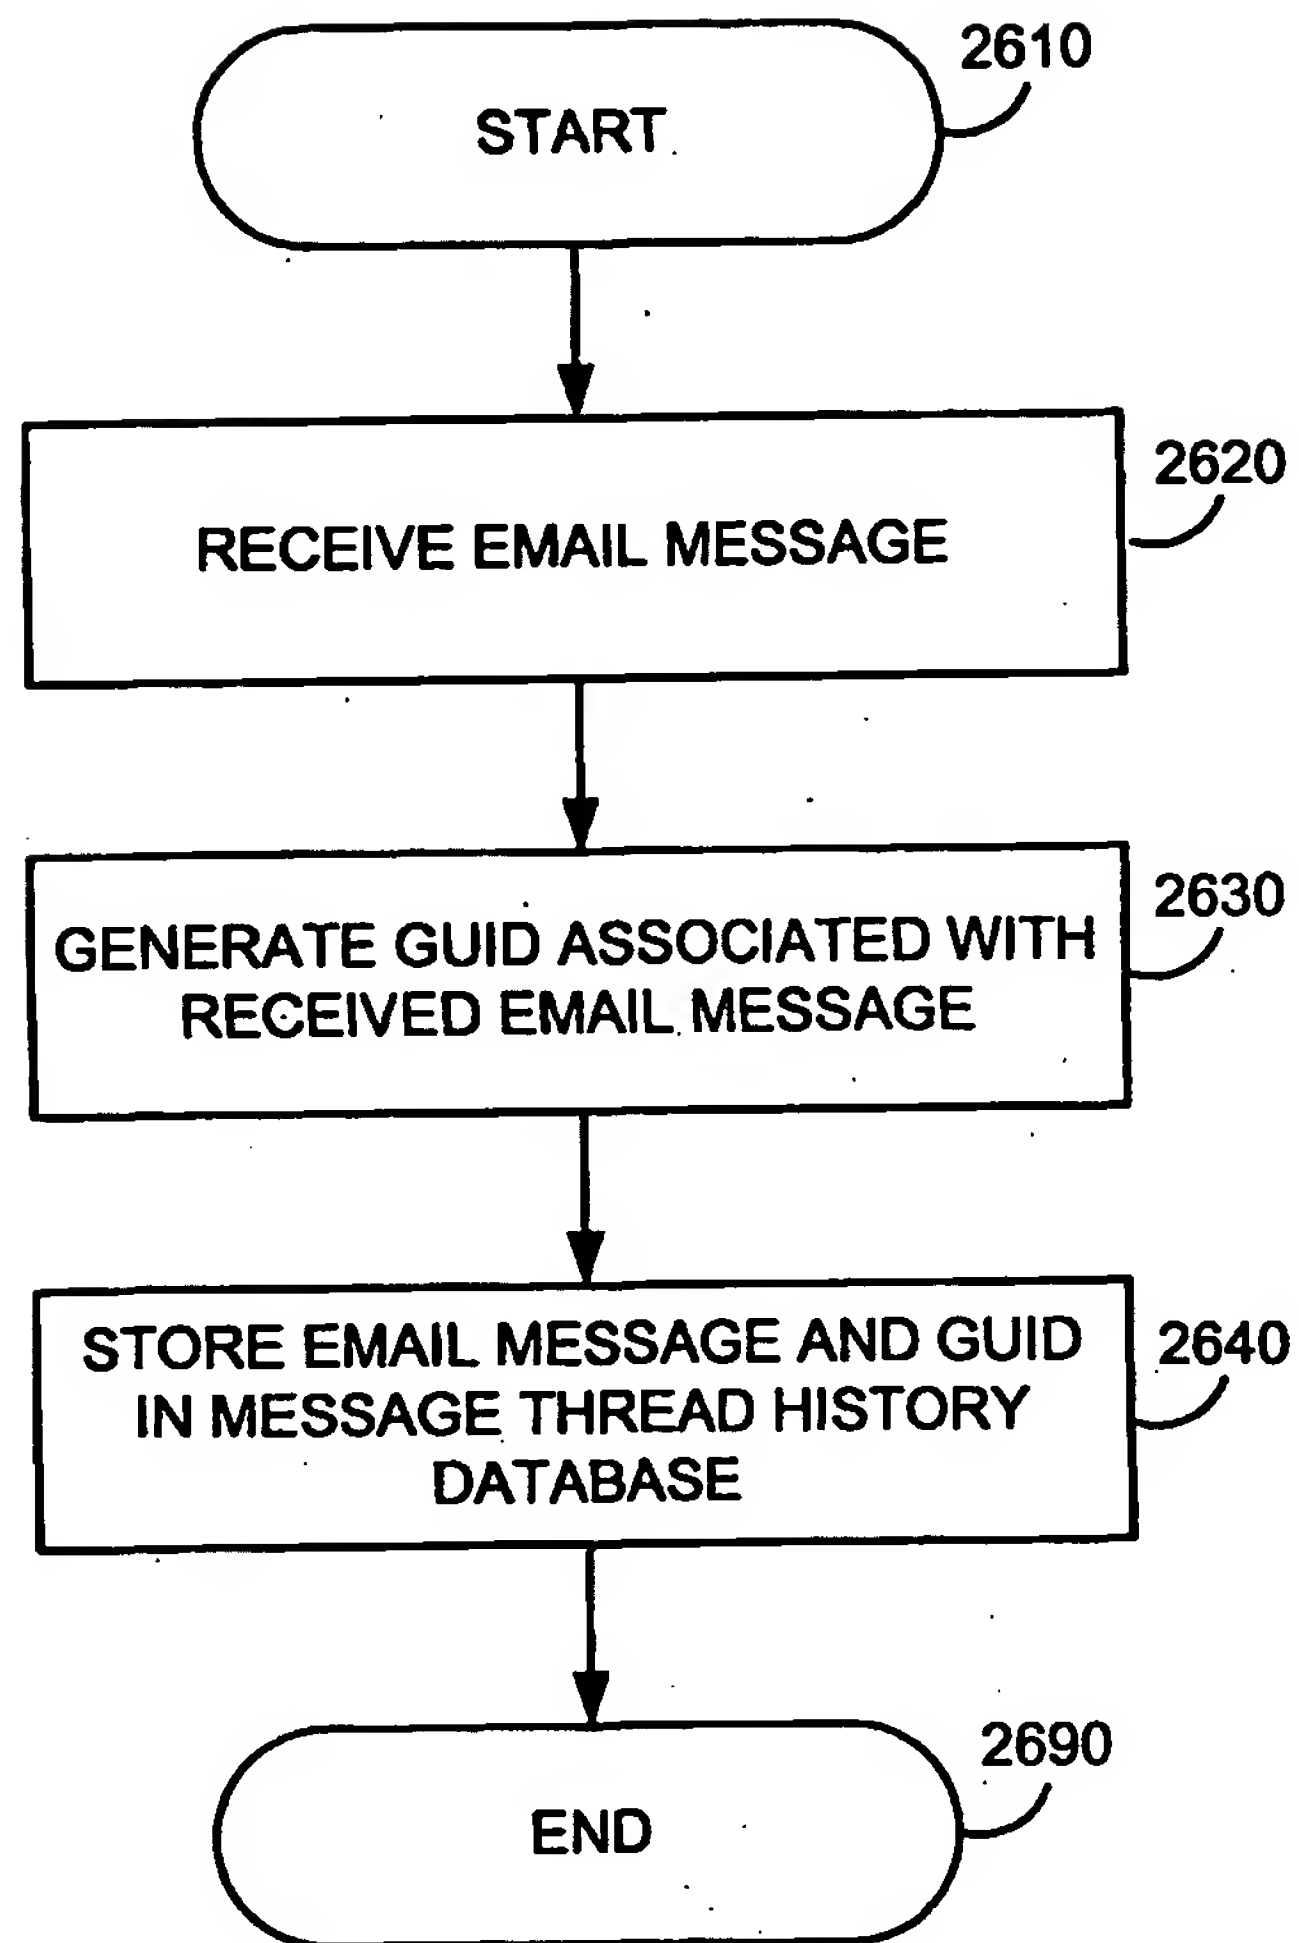 2610
START
2620
RECEIVE EMAIL MESSAGE
2630
GENERATE GUID ASSOCIATED WITH
RECEIVED EMAIL MESSAGE
STORE EMAIL MESSAGE AND GUID
2640
IN MESSAGE THREAD HISTORY
DATABASE
2690
END